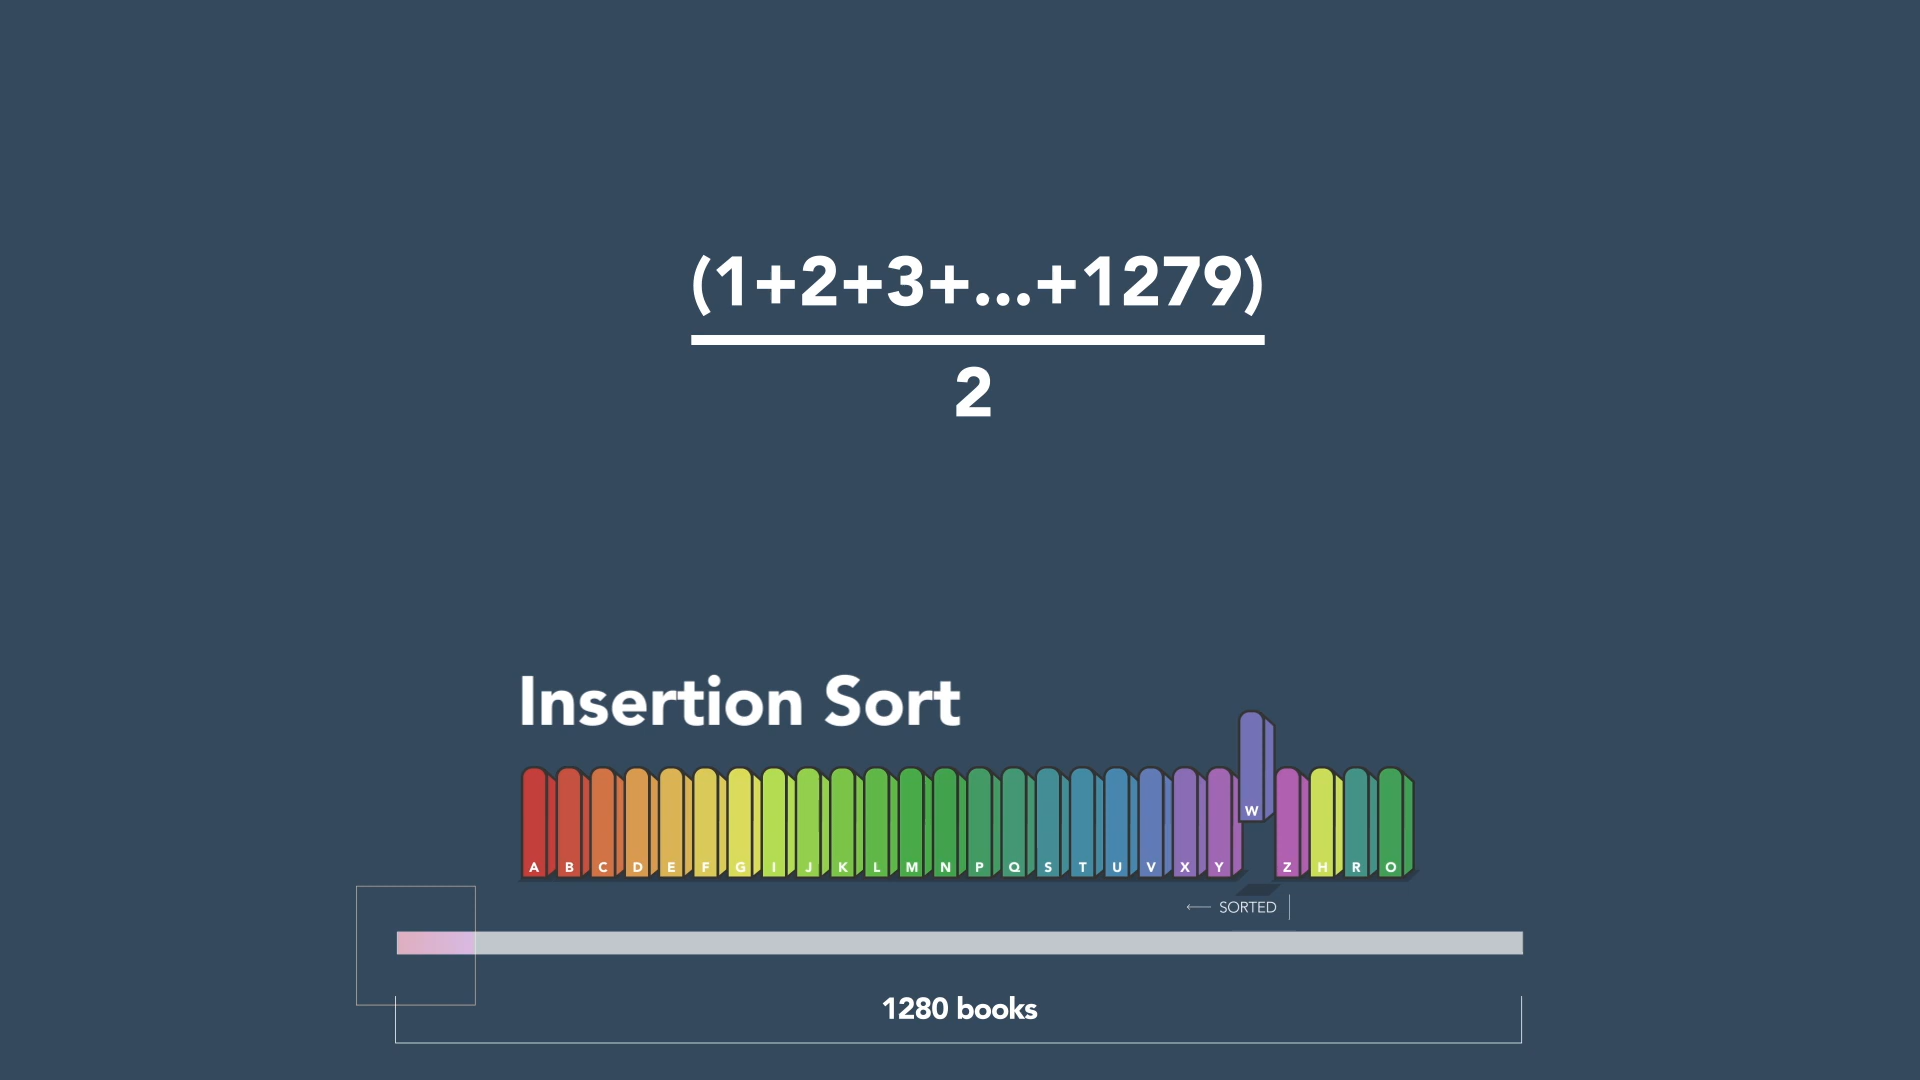 (1+2+3+...+1279)
2
Insertion Sort
W
A B C D E F G I J K L M N P Q S T U V X Y Z H R O
← SORTED
1280 books